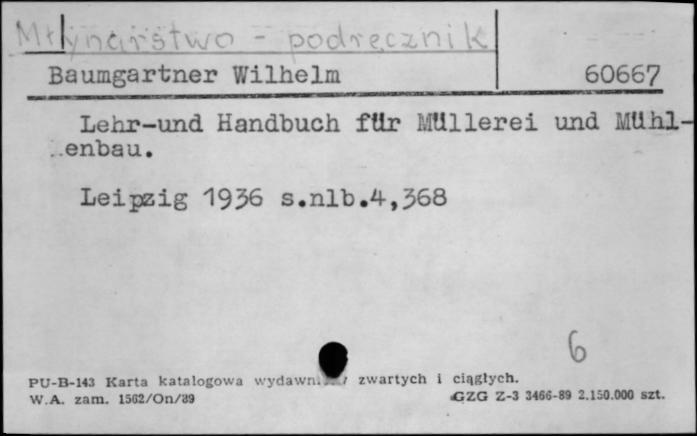 Młynarstwo - podręcznik
Baumgartner Wilhelm 60667
Lehr-und Handbuch für Müllerei und Mühl-
enbau.
Leipzig 1936 s.nlb.4,368
6
PU-B-143 Karta katalogowa zwartych i ciągłych.
W.A. zam. 1562/On/89 GZG Z-3 3466-89 2.150.000 szt.